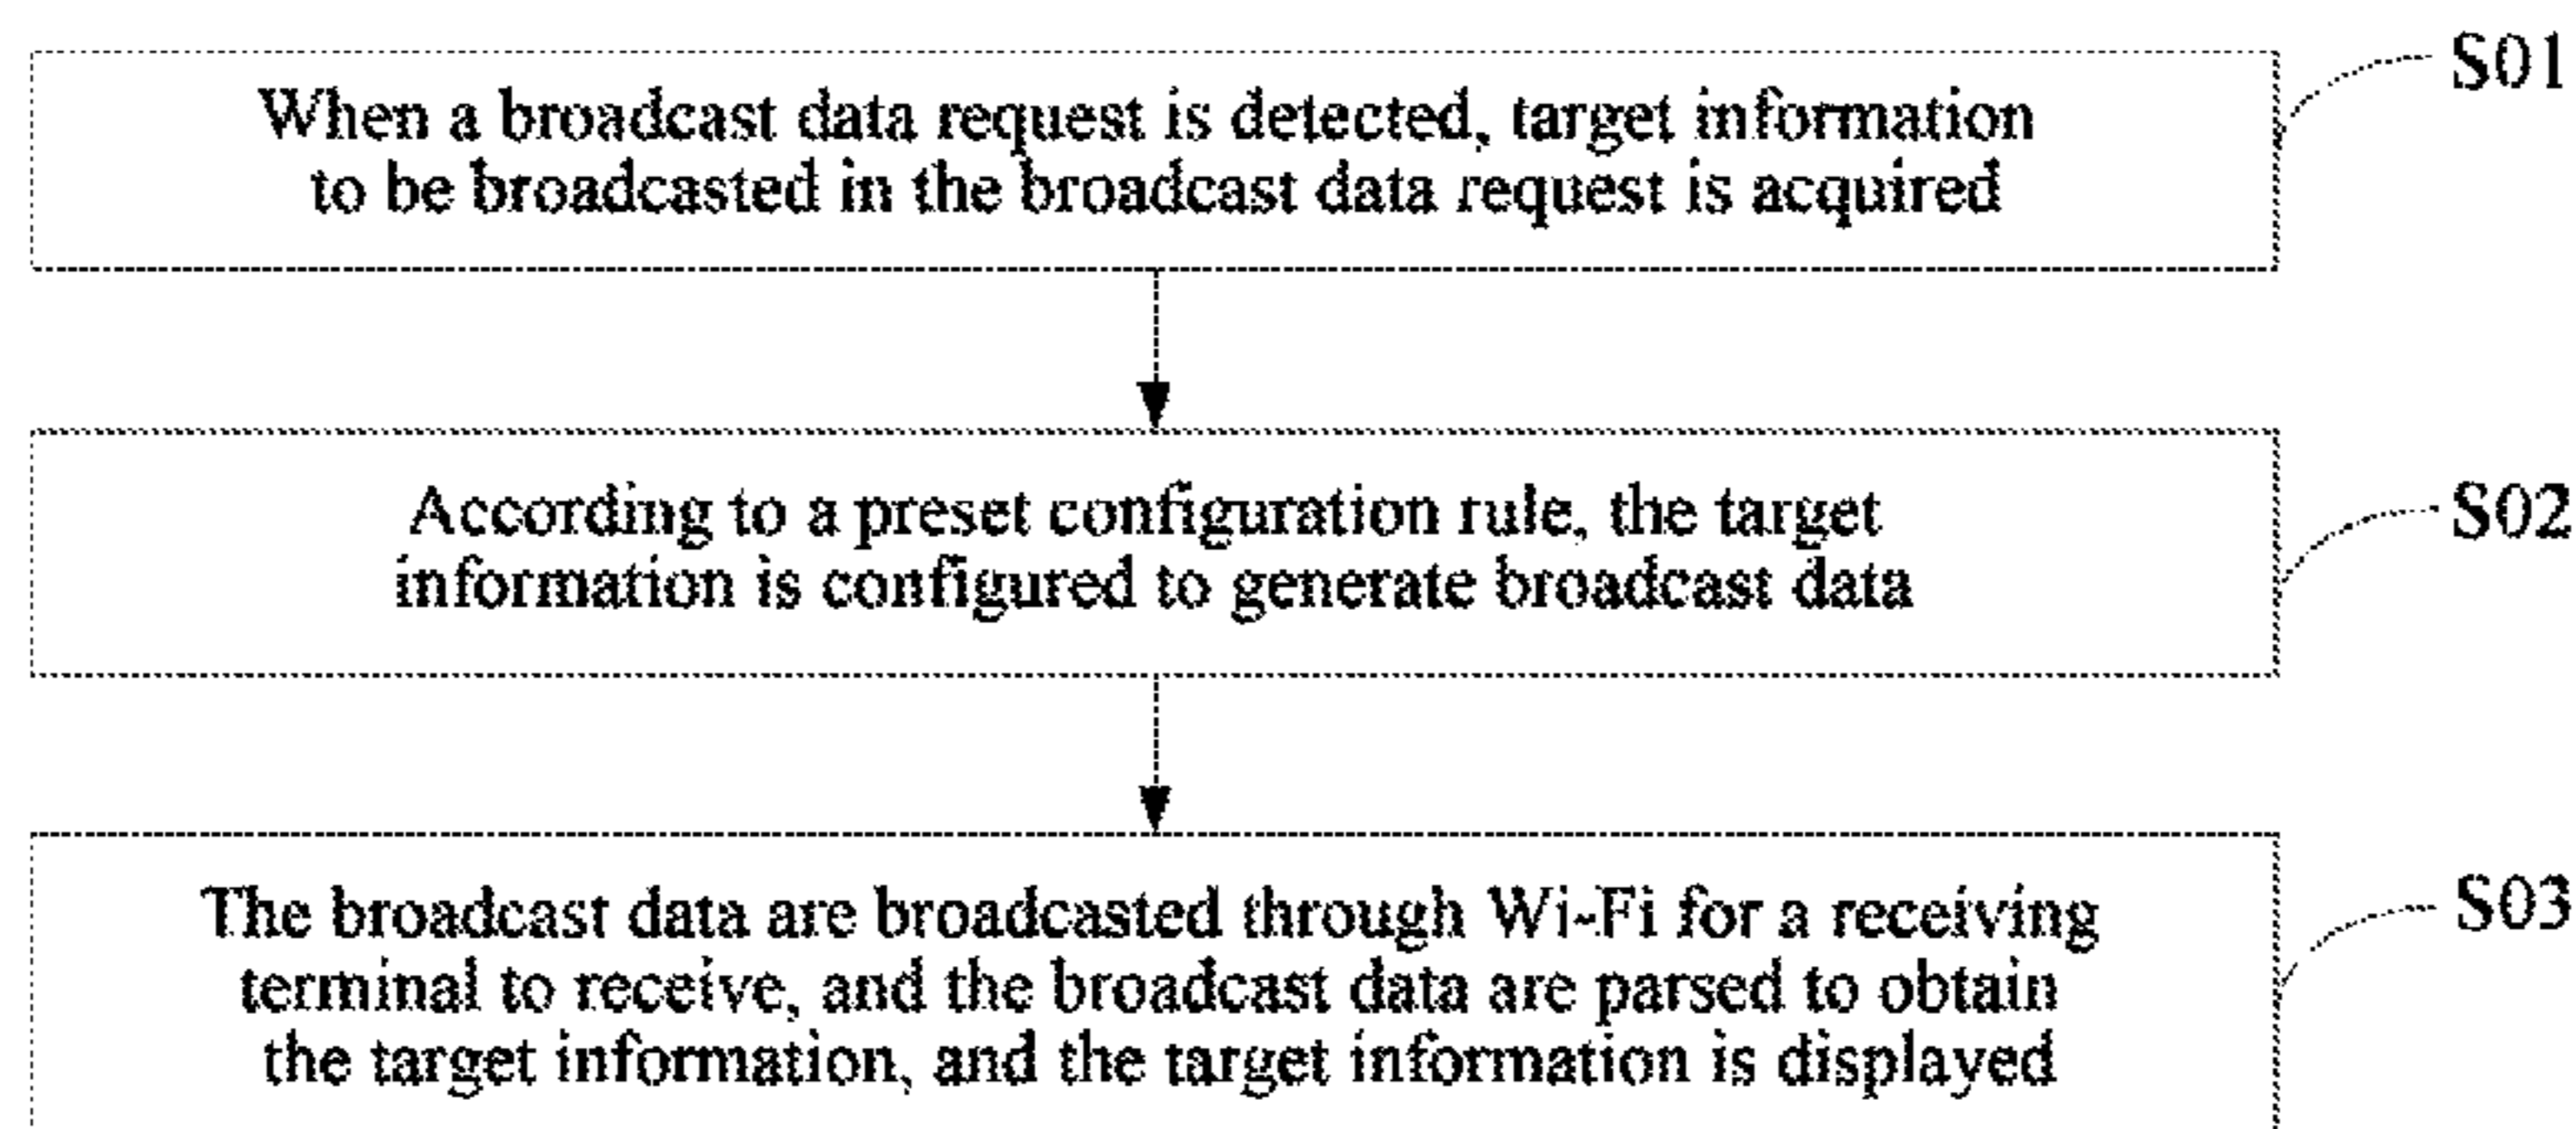 When a broadcast data request is detected, target information
to be broadcasted in the broadcast data request is acquired
S01
According to a preset configuration rule, the target
information is configured to generate broadcast data
S02
The broadcast data are broadcasted through Wi-Fi for a receiving
terminal to receive, and the broadcast data are parsed to obtain
the target information, and the target information is displayed
S03